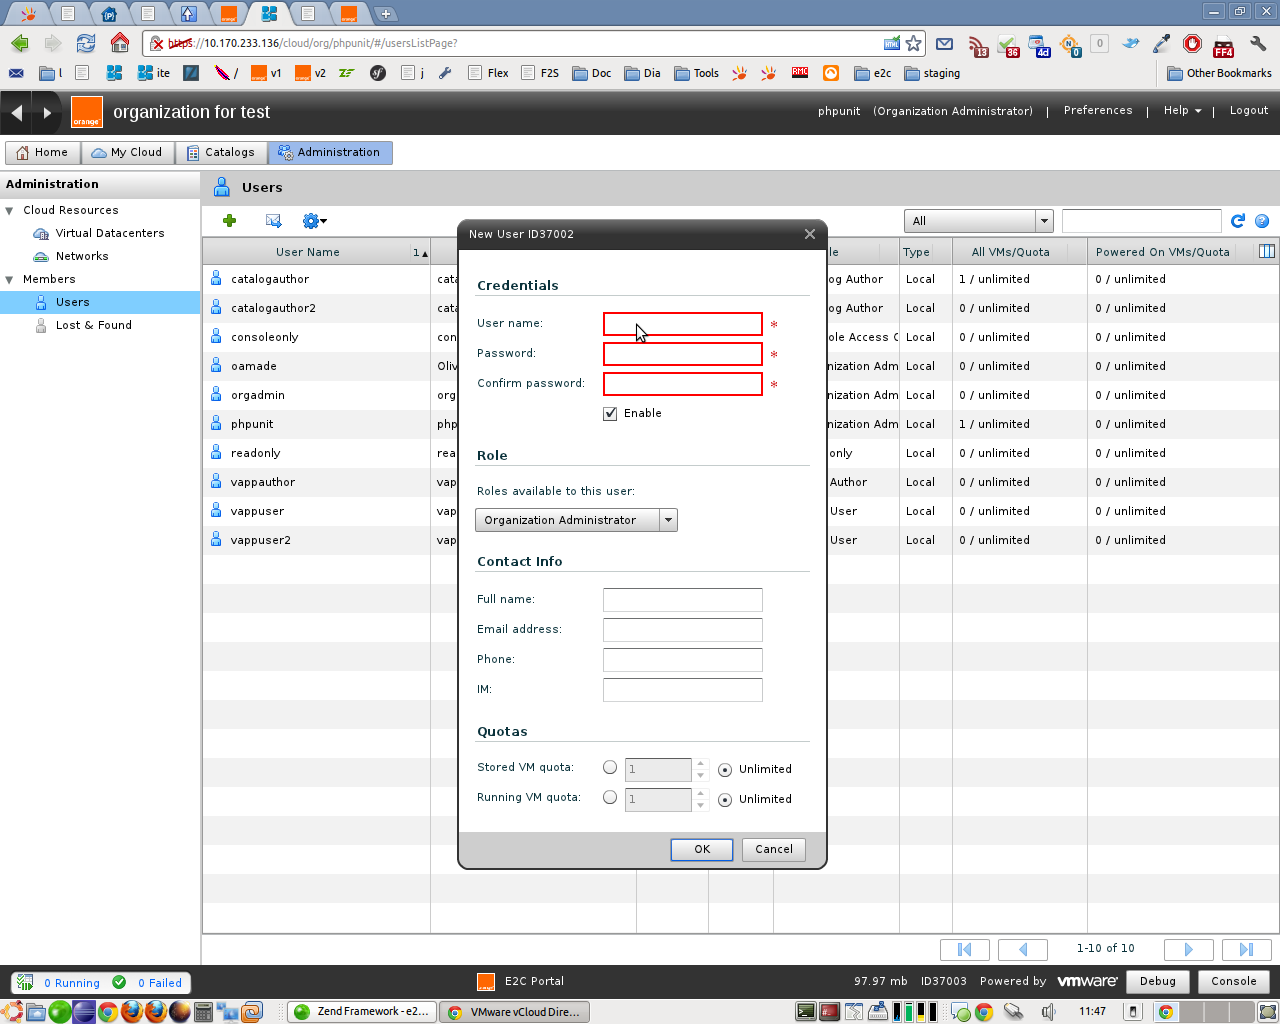 https://10.170.233.136/cloud/org/phpunit/#/usersListPage?
13 36 4d 0 0 FF4
l ite / v1 v2 j Flex F2S Doc Dia Tools RMC e2c staging Other Bookmarks
orange organization for test phpunit (Organization Administrator) | Preferences | Help | Logout
Home My Cloud Catalogs Administration
Administration
Cloud Resources
Virtual Datacenters
Networks
Members
Users
Lost & Found
Users
All
User Name 1 le Type All VMs/Quota Powered On VMs/Quota
catalogauthor cata og Author Local 1 / unlimited 0 / unlimited
catalogauthor2 cata og Author Local 0 / unlimited 0 / unlimited
consoleonly con ole Access C Local 0 / unlimited 0 / unlimited
oamade Oliv nization Adm Local 0 / unlimited 0 / unlimited
orgadmin org nization Adm Local 0 / unlimited 0 / unlimited
phpunit php nization Adm Local 1 / unlimited 0 / unlimited
readonly rea only Local 0 / unlimited 0 / unlimited
vappauthor vap Author Local 0 / unlimited 0 / unlimited
vappuser vap User Local 0 / unlimited 0 / unlimited
vappuser2 vap User Local 0 / unlimited 0 / unlimited
New User ID37002
Credentials
User name: *
Password: *
Confirm password: *
Enable
Role
Roles available to this user:
Organization Administrator
Contact Info
Full name:
Email address:
Phone:
IM:
Quotas
Stored VM quota: 1 Unlimited
Running VM quota: 1 Unlimited
OK Cancel
1-10 of 10
0 Running 0 Failed E2C Portal 97.97 mb ID37003 Powered by vmware Debug Console
Zend Framework - e2... VMware vCloud Dire... 11:47